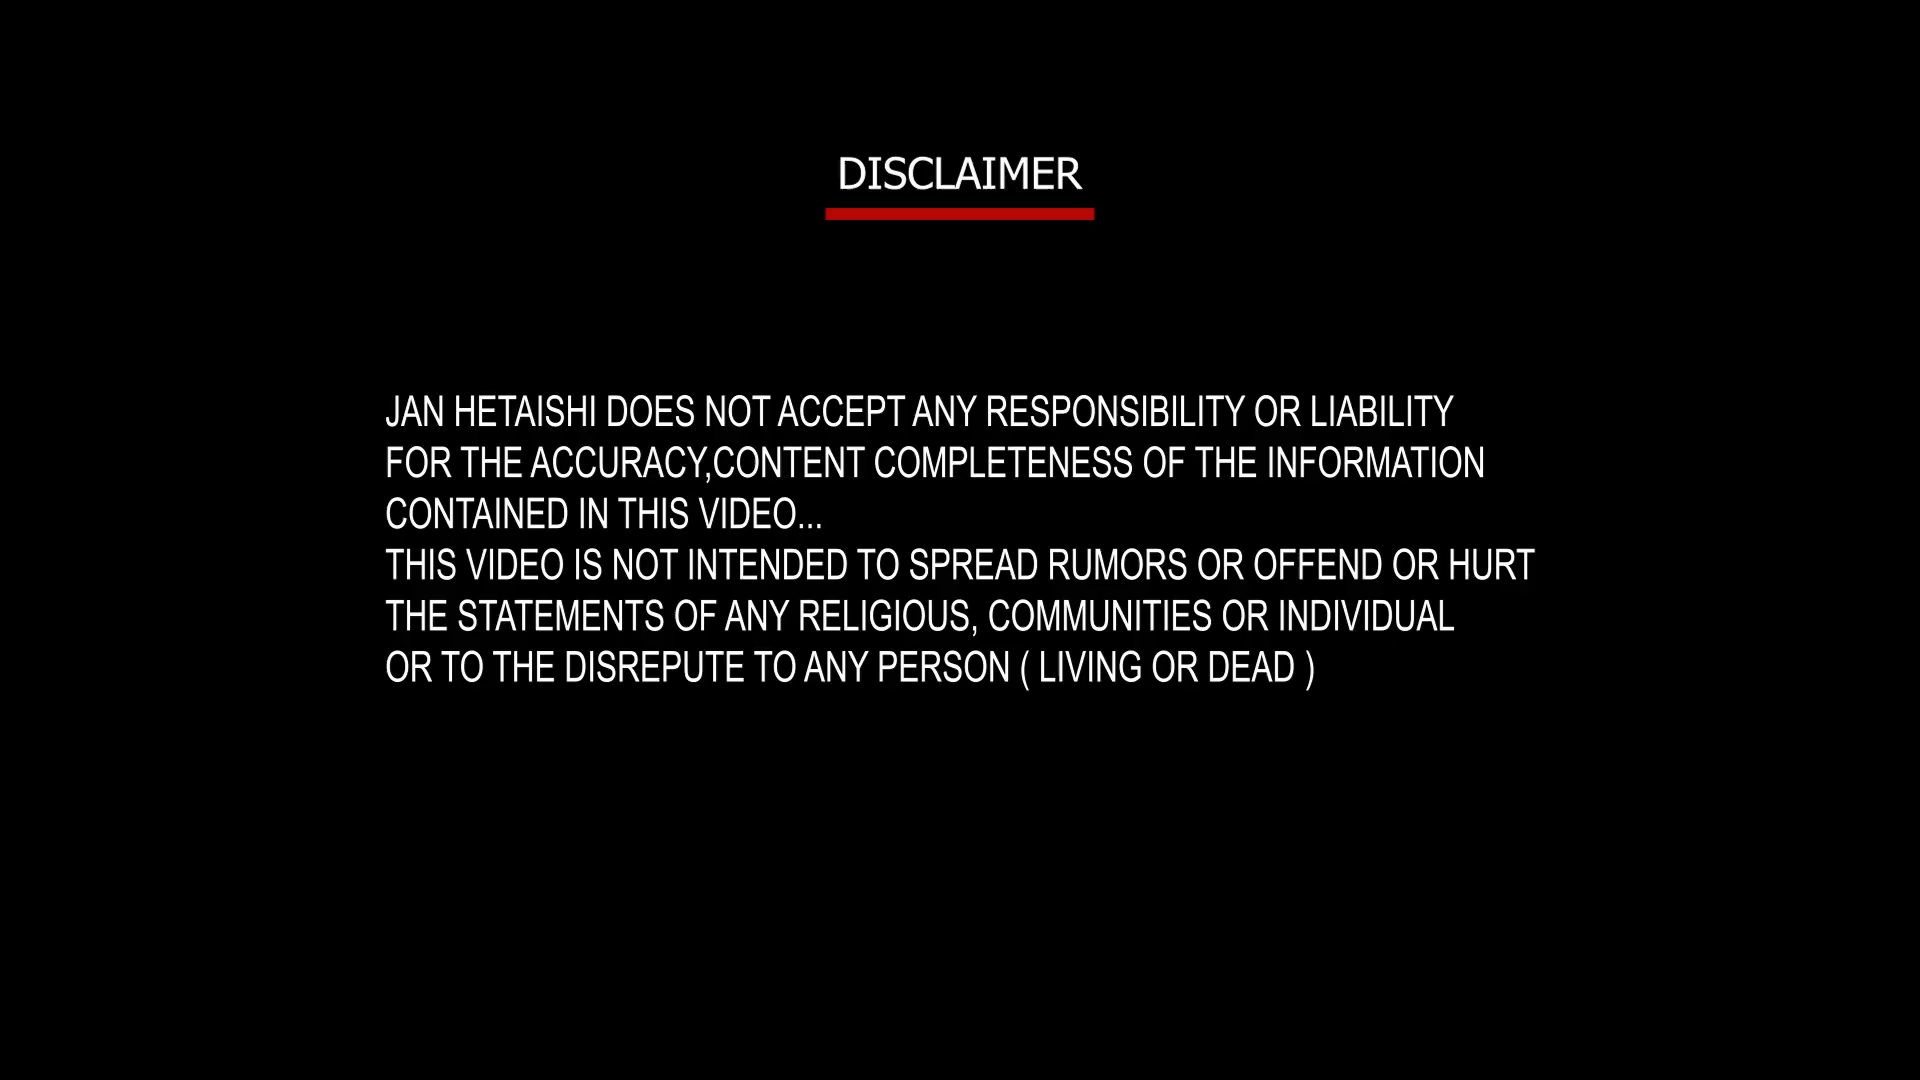 DISCLAIMER
JAN HETAISHI DOES NOT ACCEPT ANY RESPONSIBILITY OR LIABILITY
FOR THE ACCURACY,CONTENT COMPLETENESS OF THE INFORMATION
CONTAINED IN THIS VIDEO...
THIS VIDEO IS NOT INTENDED TO SPREAD RUMORS OR OFFEND OR HURT
THE STATEMENTS OF ANY RELIGIOUS, COMMUNITIES OR INDIVIDUAL
OR TO THE DISREPUTE TO ANY PERSON ( LIVING OR DEAD )